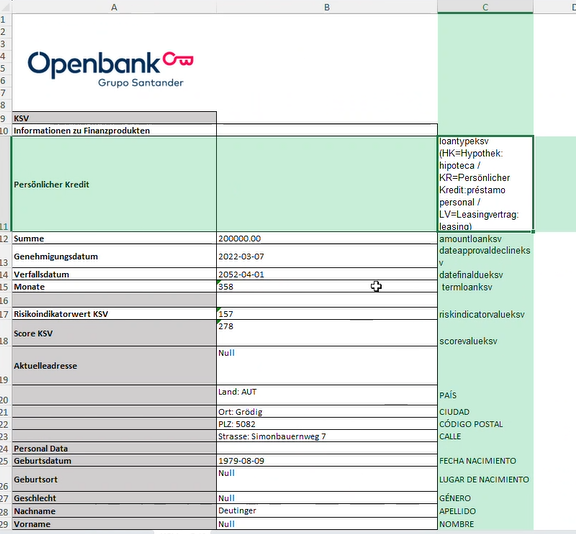 A B C D
1
2
3
4
5
6
7
8
Openbank
Grupo Santander
9 KSV
10 Informationen zu Finanzprodukten
loantypeksv
(HK=Hypothek:
hipoteca /
KR=Persönlicher
Kredit:préstamo
personal /
LV=Leasingvertrag:
leasing)
11 Persönlicher Kredit
12 Summe 200000.00 amountloanksv
13 Genehmigungsdatum 2022-03-07 dateapprovaldeclineks
v
14 Verfallsdatum 2052-04-01 datefinaldueksv
15 Monate 358 termloanksv
16
17 Risikoindikatorwert KSV 157 riskindicatorvalueksv
18 Score KSV 278 scorevalueksv
19 Aktuelleadresse Null
20 Land: AUT PAÍS
21 Ort: Grödig CIUDAD
22 PLZ: 5082 CÓDIGO POSTAL
23 Strasse: Simonbauernweg 7 CALLE
24 Personal Data
25 Geburtsdatum 1979-08-09 FECHA NACIMIENTO
26 Geburtsort Null LUGAR DE NACIMIENTO
27 Geschlecht Null GÉNERO
28 Nachname Deutinger APELLIDO
29 Vorname Null NOMBRE